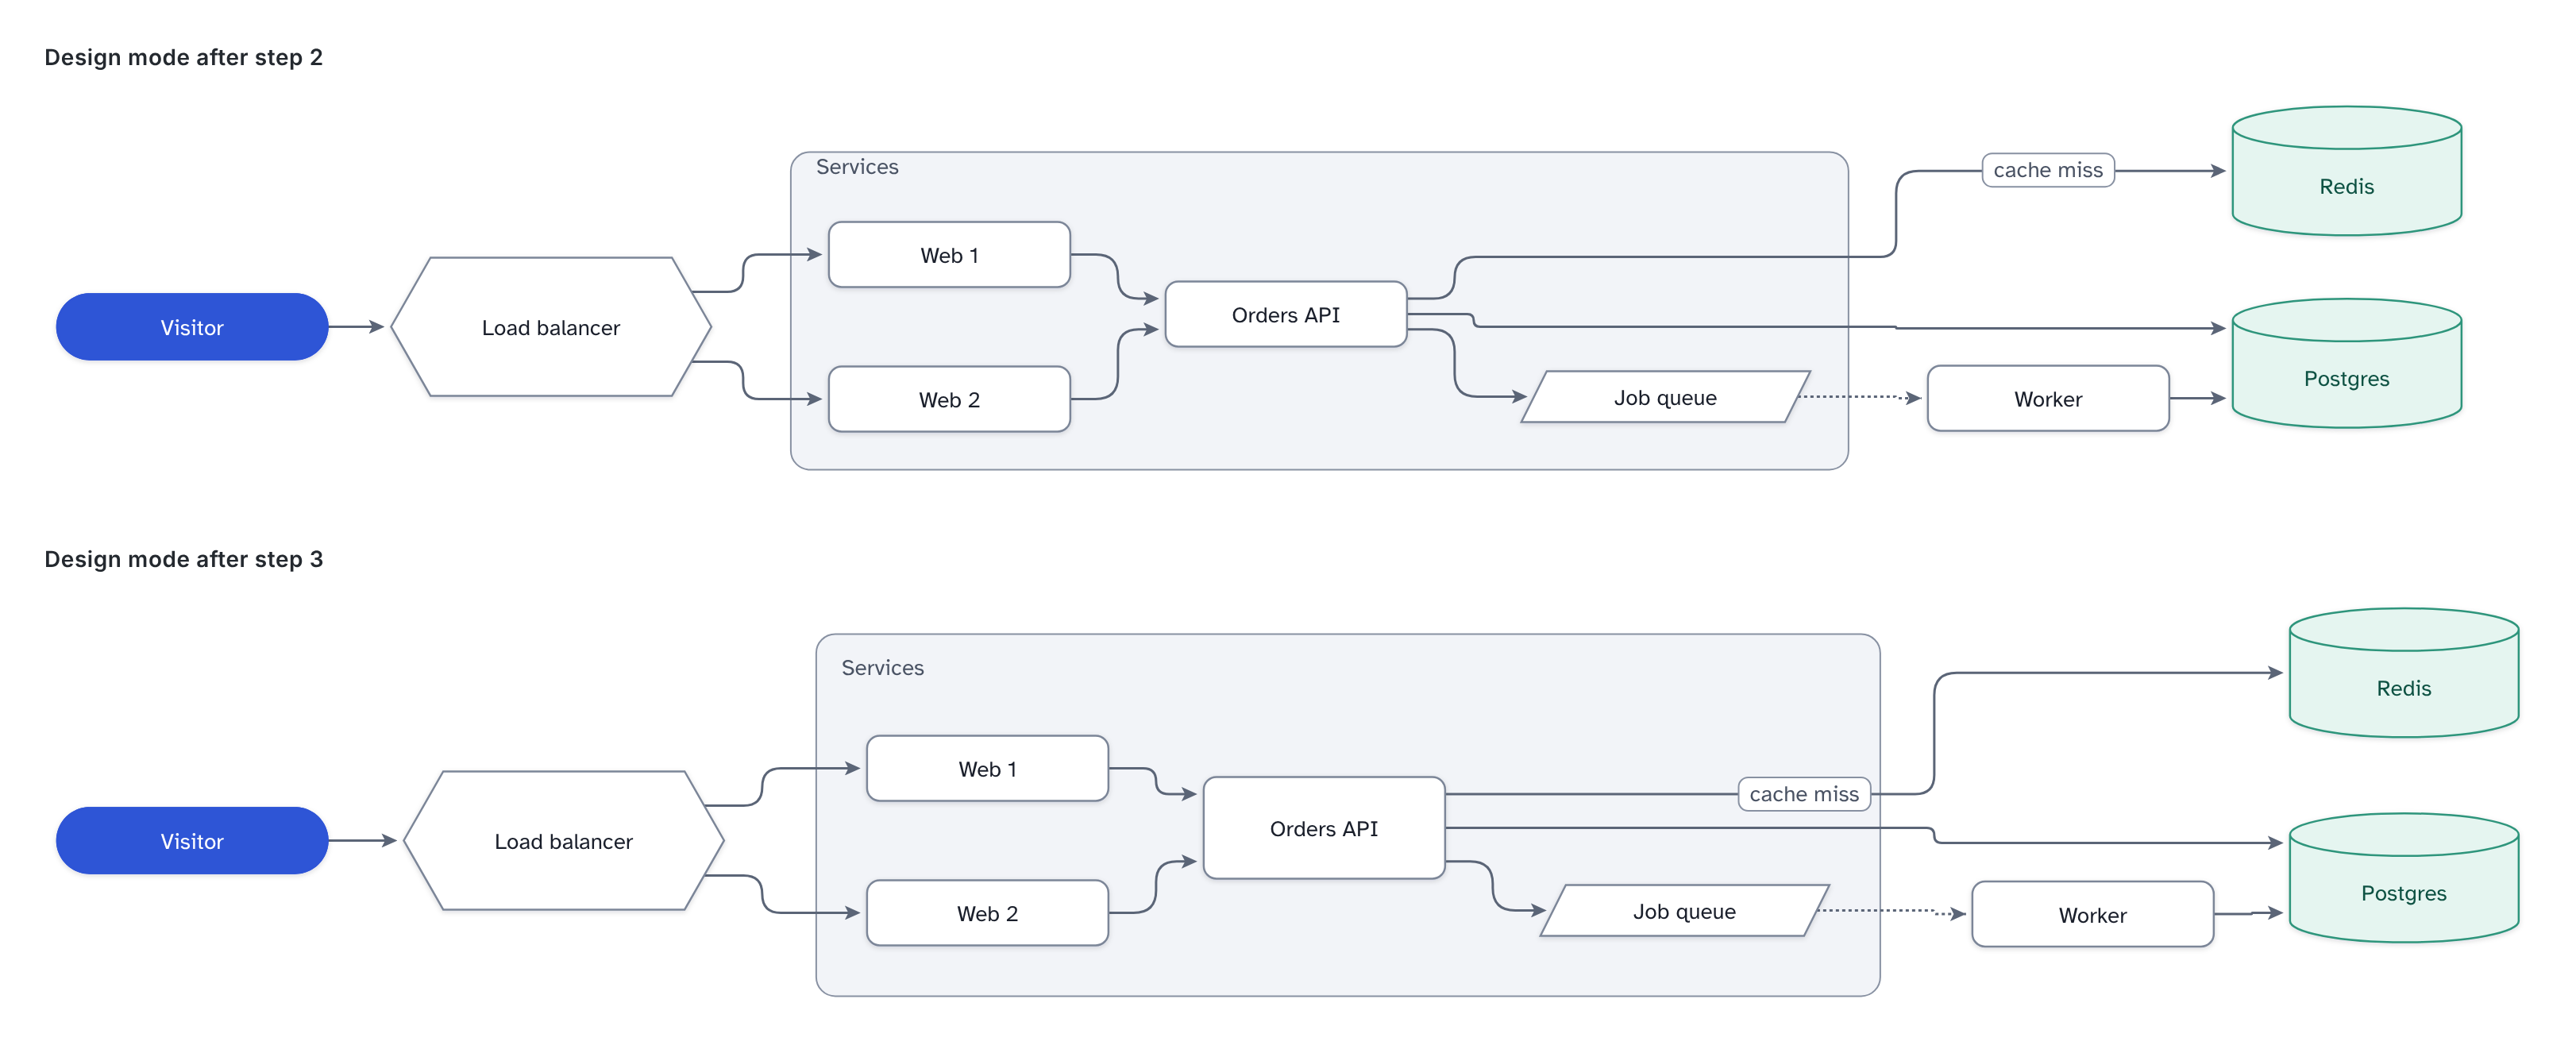 Design mode after step 2
Services
Visitor
Load balancer
Web 1
Web 2
Orders API
Job queue
cache miss
Worker
Redis
Postgres
Design mode after step 3
Services
Visitor
Load balancer
Web 1
Web 2
Orders API
Job queue
cache miss
Worker
Redis
Postgres